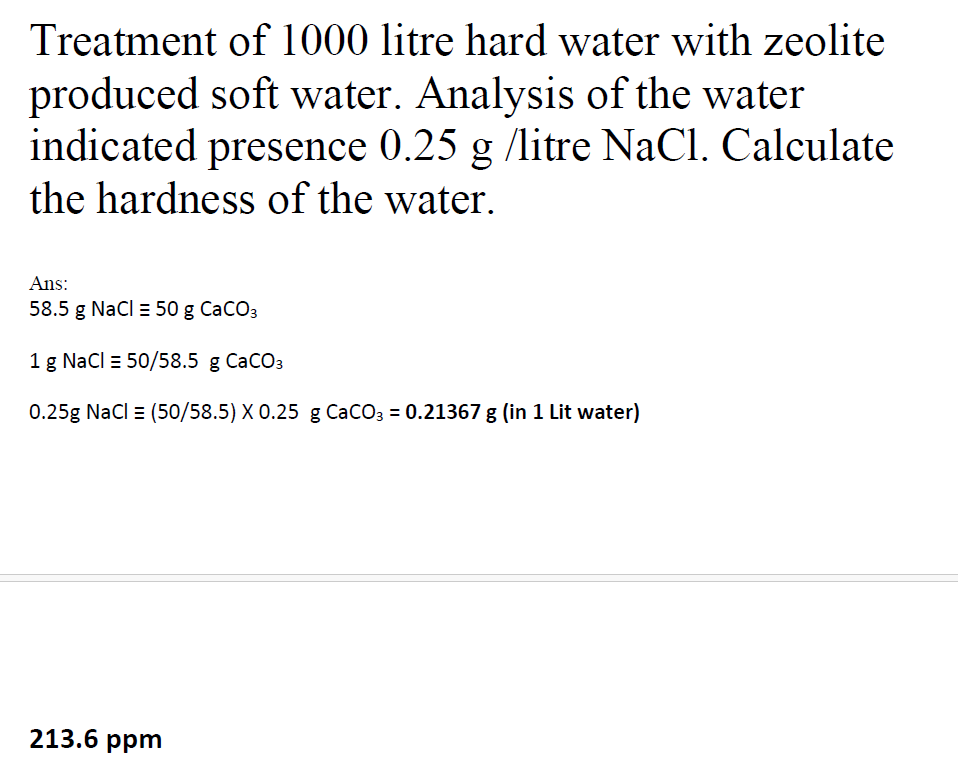 Treatment of 1000 litre hard water with zeolite
produced soft water. Analysis of the water
indicated presence 0.25 g /litre NaCl. Calculate
the hardness of the water.
Ans:
58.5 g NaCl ≡ 50 g CaCO₃
1 g NaCl ≡ 50/58.5 g CaCO₃
0.25g NaCl ≡ (50/58.5) X 0.25 g CaCO₃ = 0.21367 g (in 1 Lit water)
213.6 ppm